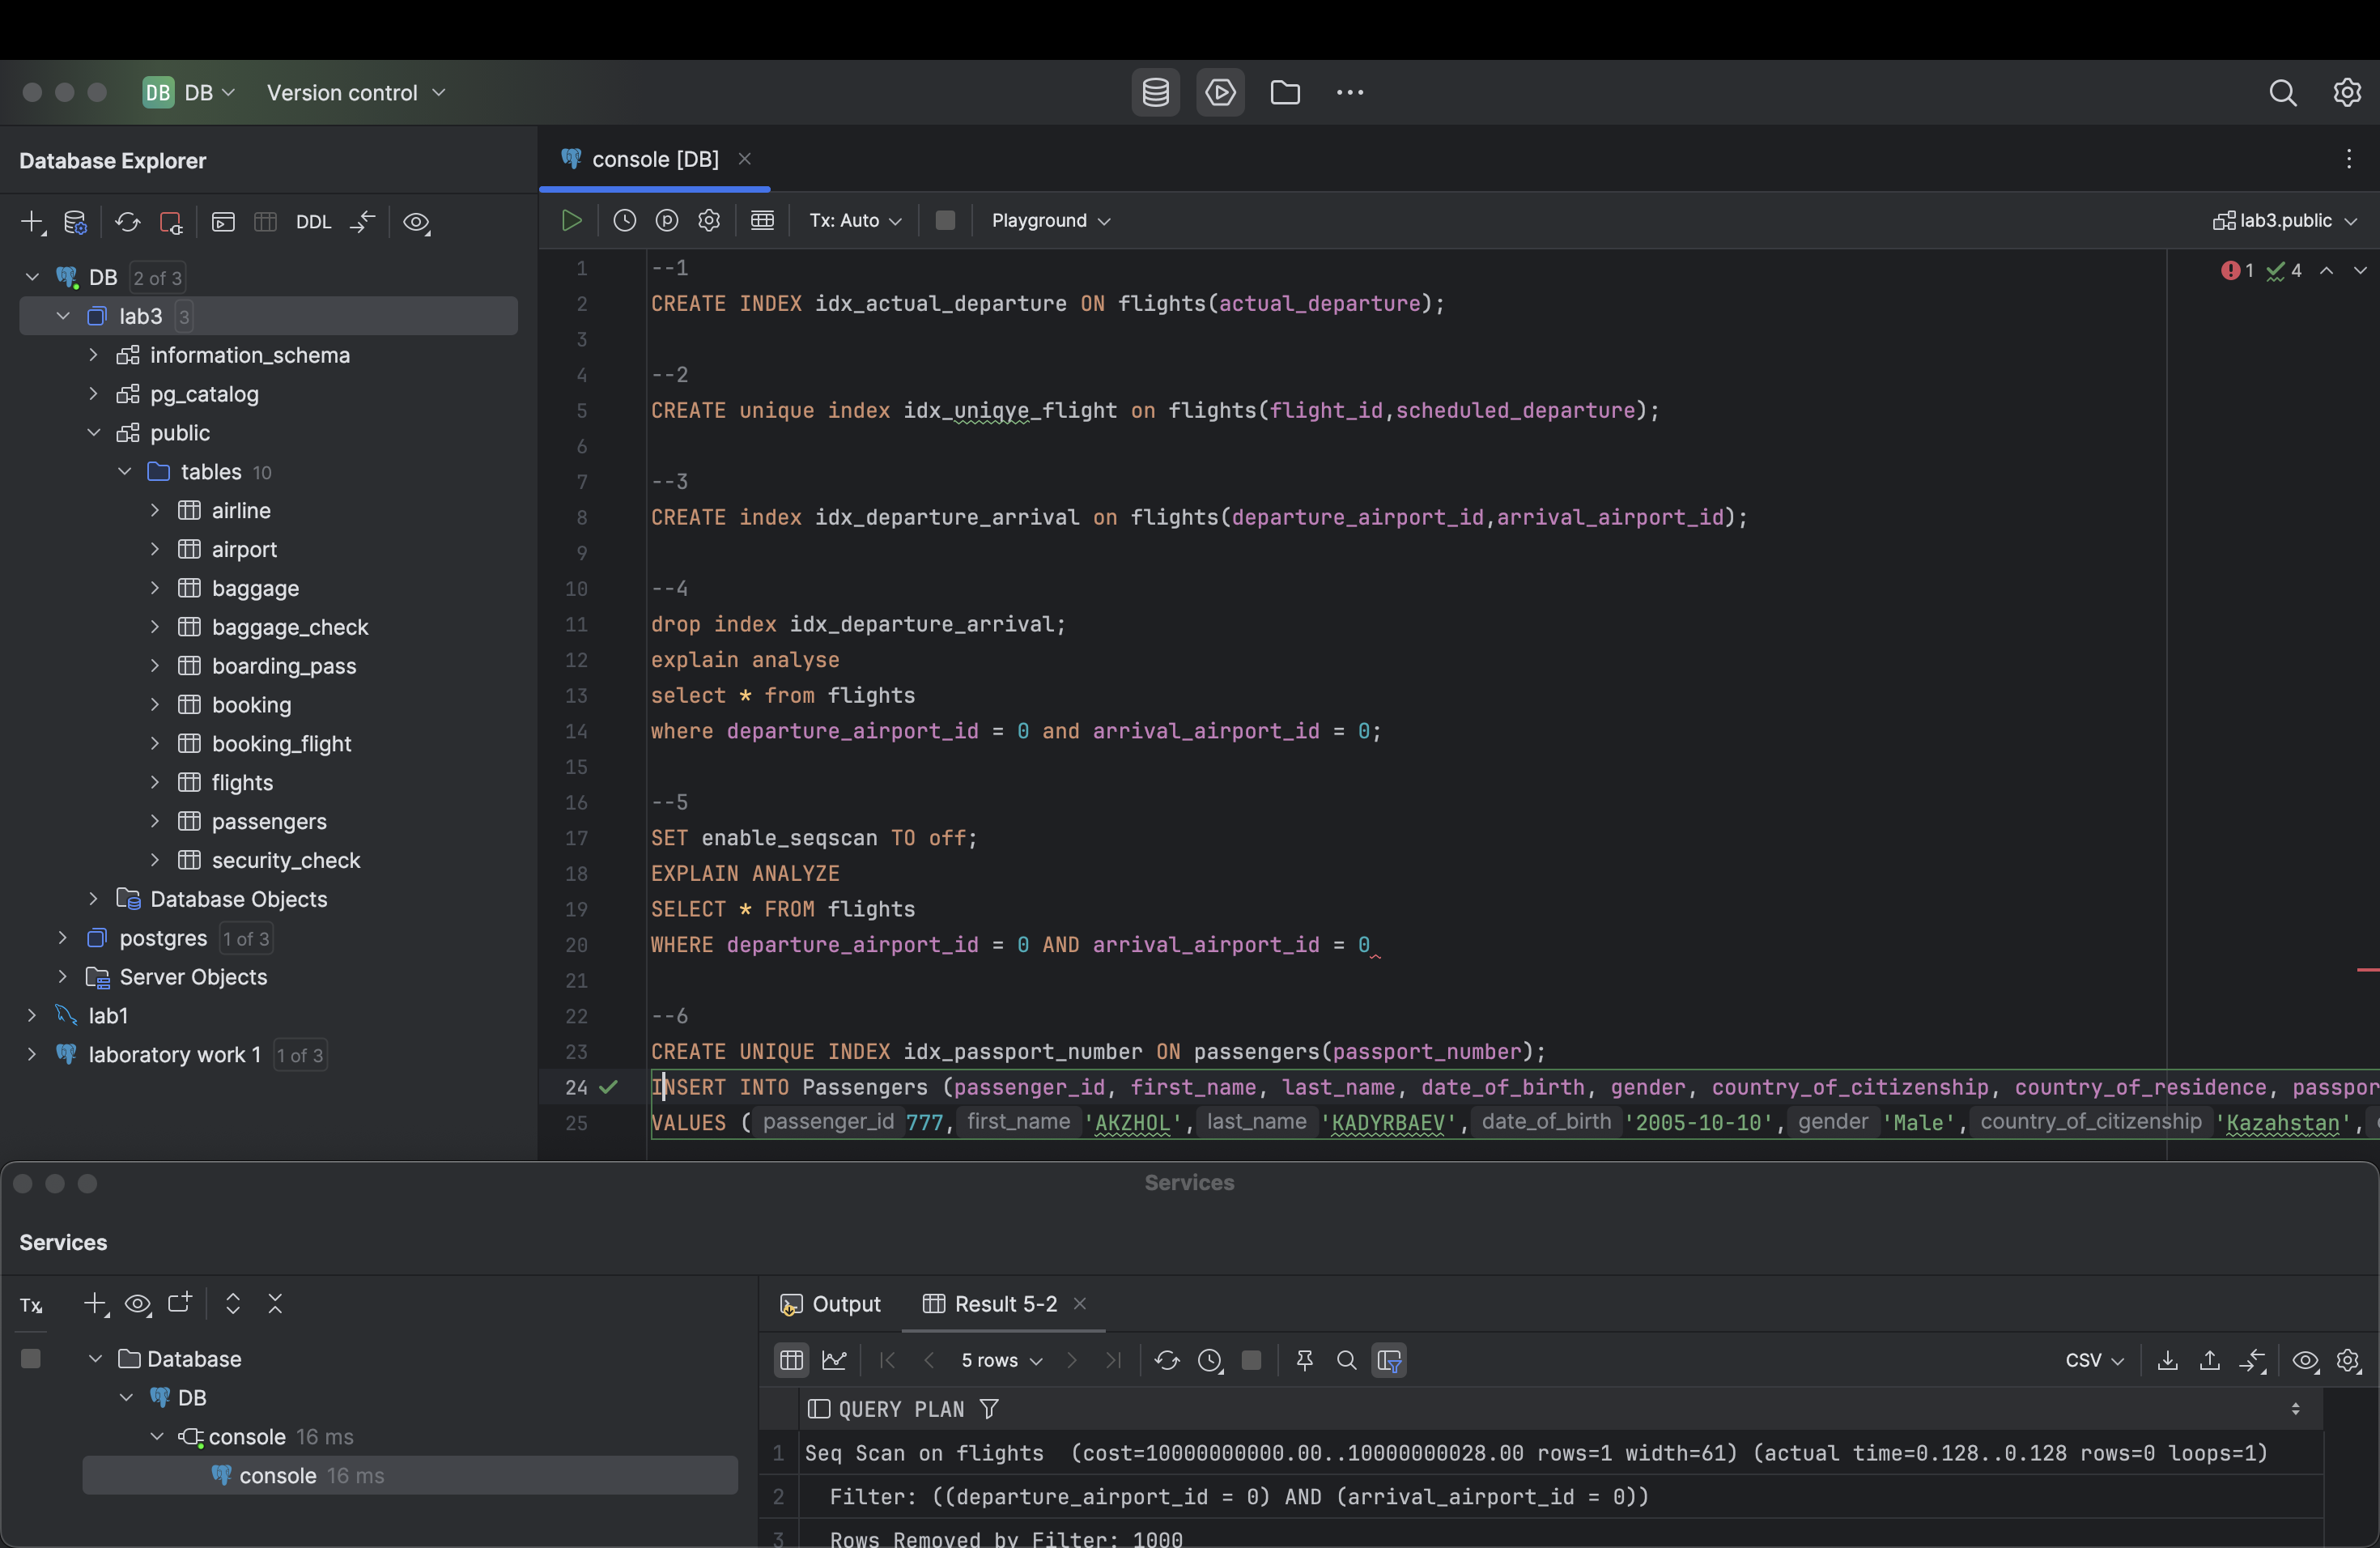 DB DB Version control
Database Explorer
console [DB]
DDL
Tx: Auto
Playground
lab3.public
DB 2 of 3
lab3 3
information_schema
pg_catalog
public
tables 10
airline
airport
baggage
baggage_check
boarding_pass
booking
booking_flight
flights
passengers
security_check
Database Objects
postgres 1 of 3
Server Objects
lab1
laboratory work 1 1 of 3
1 4
1 --1
2 CREATE INDEX idx_actual_departure ON flights(actual_departure);
3
4 --2
5 CREATE unique index idx_uniqye_flight on flights(flight_id,scheduled_departure);
6
7 --3
8 CREATE index idx_departure_arrival on flights(departure_airport_id,arrival_airport_id);
9
10 --4
11 drop index idx_departure_arrival;
12 explain analyse
13 select * from flights
14 where departure_airport_id = 0 and arrival_airport_id = 0;
15
16 --5
17 SET enable_seqscan TO off;
18 EXPLAIN ANALYZE
19 SELECT * FROM flights
20 WHERE departure_airport_id = 0 AND arrival_airport_id = 0
21
22 --6
23 CREATE UNIQUE INDEX idx_passport_number ON passengers(passport_number);
24 INSERT INTO Passengers (passenger_id, first_name, last_name, date_of_birth, gender, country_of_citizenship, country_of_residence, passpor
25 VALUES ( passenger_id 777, first_name 'AKZHOL', last_name 'KADYRBAEV', date_of_birth '2005-10-10', gender 'Male', country_of_citizenship 'Kazahstan',
Services
Services
Tx
Database
DB
console 16 ms
console 16 ms
Output
Result 5-2
5 rows
CSV
QUERY PLAN
1 Seq Scan on flights (cost=10000000000.00..10000000028.00 rows=1 width=61) (actual time=0.128..0.128 rows=0 loops=1)
2 Filter: ((departure_airport_id = 0) AND (arrival_airport_id = 0))
3 Rows Removed by Filter: 1000